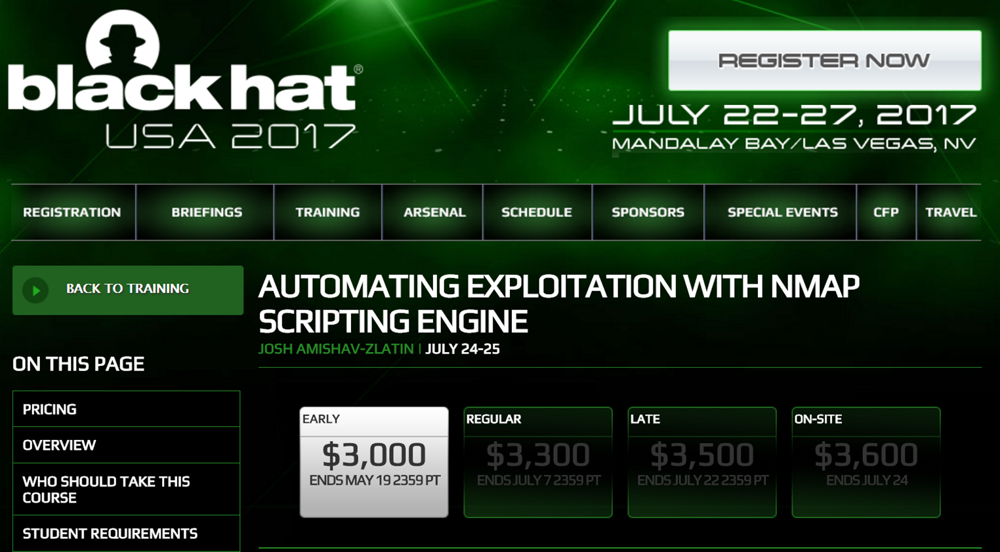 black hat®
USA 2017
REGISTER NOW
JULY 22-27, 2017
MANDALAY BAY/LAS VEGAS, NV
REGISTRATION
BRIEFINGS
TRAINING
ARSENAL
SCHEDULE
SPONSORS
SPECIAL EVENTS
CFP
TRAVEL
BACK TO TRAINING
ON THIS PAGE
PRICING
OVERVIEW
WHO SHOULD TAKE THIS
COURSE
STUDENT REQUIREMENTS
AUTOMATING EXPLOITATION WITH NMAP
SCRIPTING ENGINE
JOSH AMISHAV-ZLATIN | JULY 24-25
EARLY
$3,000
ENDS MAY 19 2359 PT
REGULAR
$3,300
ENDS JULY 7 2359 PT
LATE
$3,500
ENDS JULY 22 2359 PT
ON-SITE
$3,600
ENDS JULY 24